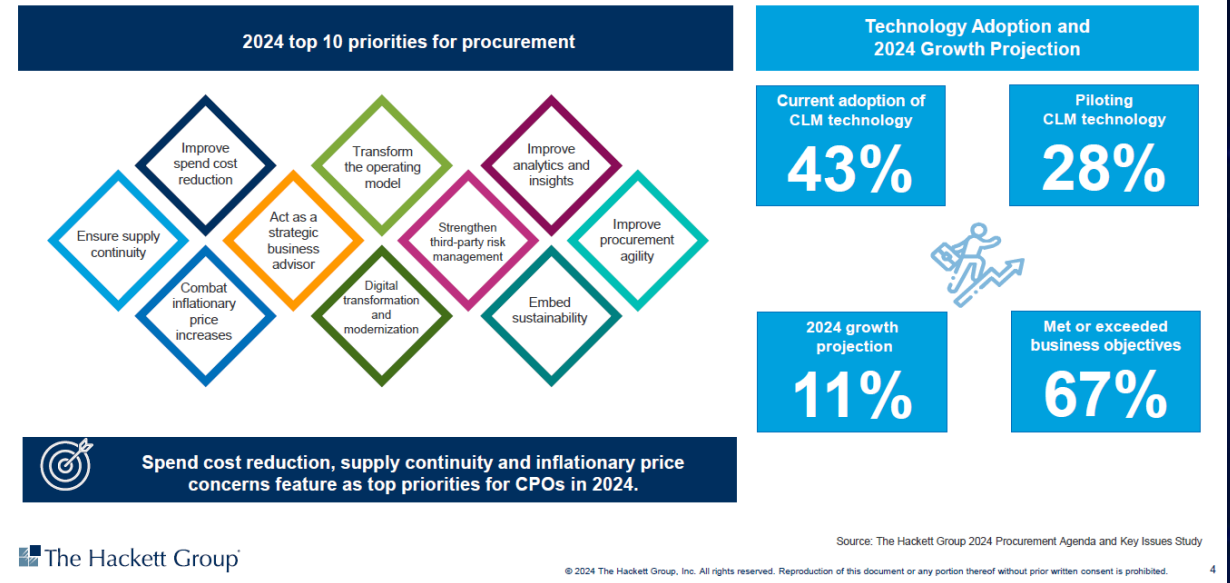 2024 top 10 priorities for procurement
Technology Adoption and
2024 Growth Projection
Improve
spend cost
reduction
Transform
the operating
model
Improve
analytics and
insights
Ensure supply
continuity
Act as a
strategic
business
advisor
Strengthen
third-party risk
management
Improve
procurement
agility
Combat
inflationary
price
increases
Digital
transformation
and
modernization
Embed
sustainability
Current adoption of
CLM technology
43%
Piloting
CLM technology
28%
2024 growth
projection
11%
Met or exceeded
business objectives
67%
Spend cost reduction, supply continuity and inflationary price
concerns feature as top priorities for CPOs in 2024.
Source: The Hackett Group 2024 Procurement Agenda and Key Issues Study
The Hackett Group®
© 2024 The Hackett Group, Inc. All rights reserved. Reproduction of this document or any portion thereof without prior written consent is prohibited.
4